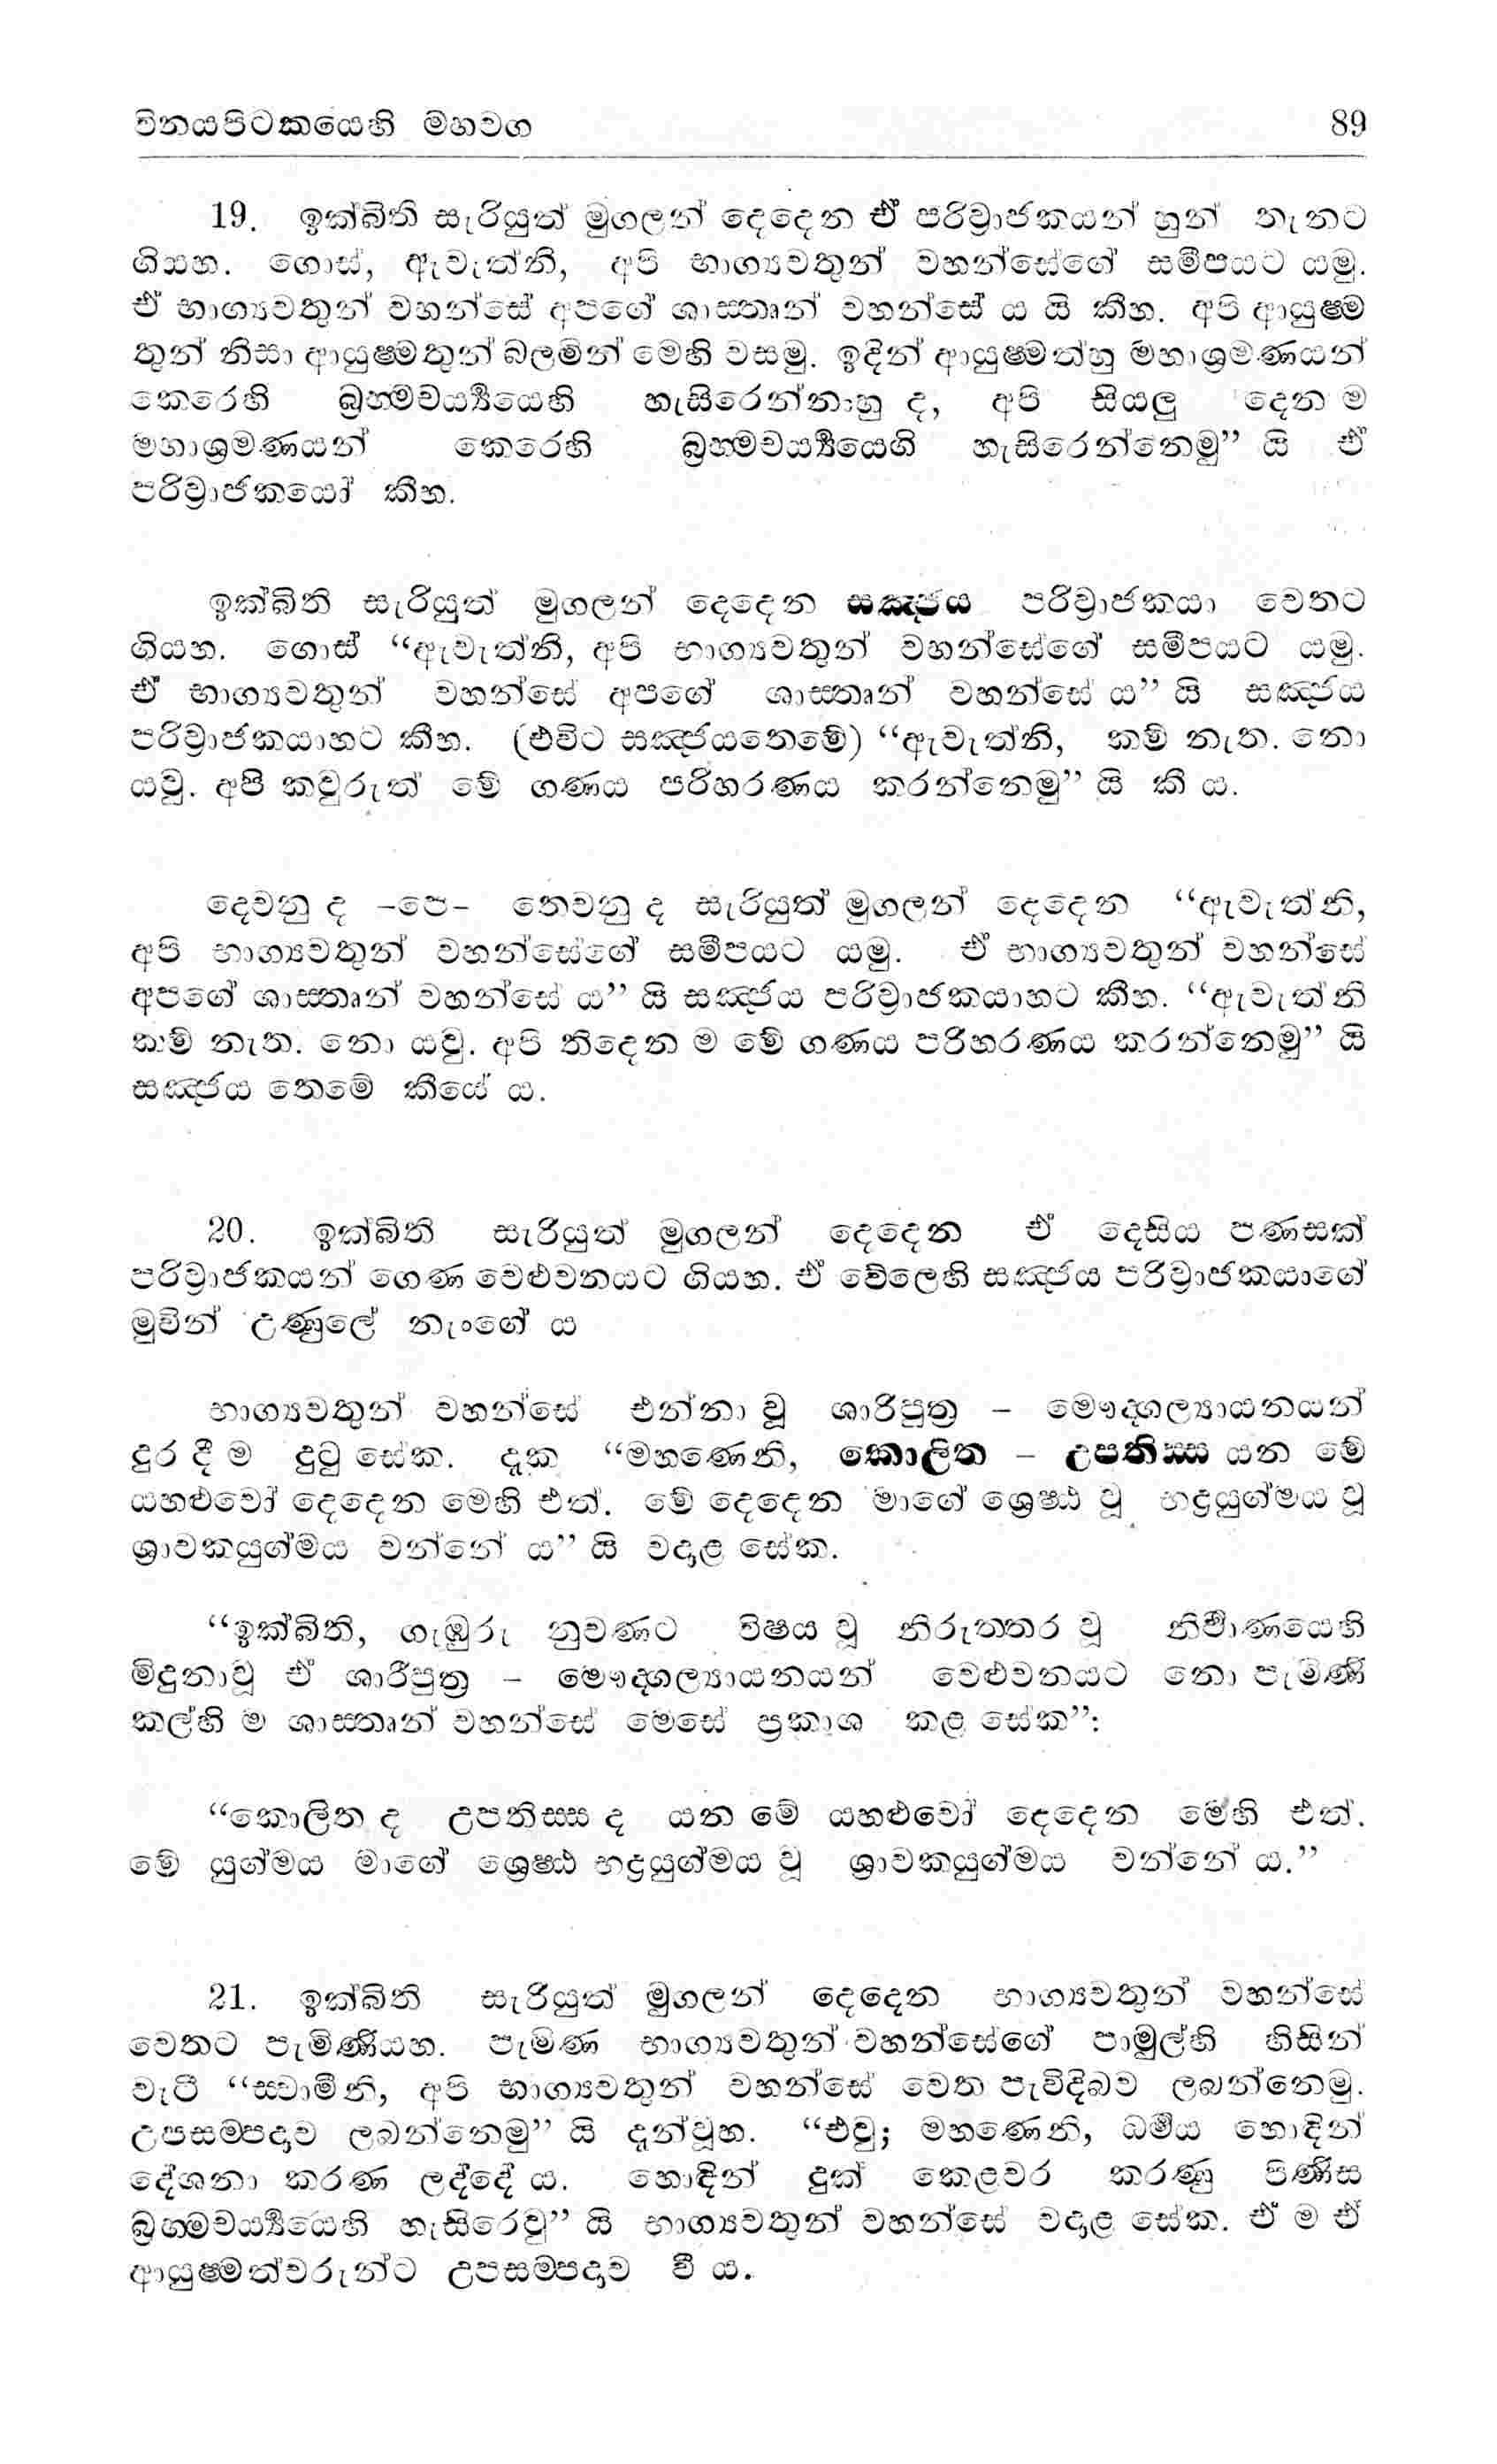 විනයපිටකයෙහි මහවග 89
19. ඉක්බිති සැරියුත් මුගලන් දෙදෙන ඒ පරිව්‍රාජකයන් හුන් තැනට
ගියහ. ගොස්, ඇවැත්නි, අපි භාග්‍යවතුන් වහන්සේගේ සමීපයට යමු.
ඒ භාග්‍යවතුන් වහන්සේ අපගේ ශාස්තෲන් වහන්සේ ය යි කීහ. අපි ආයුෂ්ම
තුන් නිසා ආයුෂ්මතුන් බලමින් මෙහි වසමු. ඉදින් ආයුෂ්මත්හු මහාශ්‍රමණයන්
කෙරෙහි බ්‍රහ්මචර්‍ය්‍යයෙහි හැසිරෙන්නාහු ද, අපි සියලු දෙන ම
මහාශ්‍රමණයන් කෙරෙහි බ්‍රහ්මචර්‍ය්‍යයෙහි හැසිරෙන්නෙමු” යි ඒ
පරිව්‍රාජකයෝ කීහ.
ඉක්බිති සැරියුත් මුගලන් දෙදෙන සඤ්ජය පරිව්‍රාජකයා වෙතට
ගියහ. ගොස් “ඇවැත්නි, අපි භාග්‍යවතුන් වහන්සේගේ සමීපයට යමු.
ඒ භාග්‍යවතුන් වහන්සේ අපගේ ශාස්තෲන් වහන්සේ ය” යි සඤ්ජය
පරිව්‍රාජකයාහට කීහ. (එවිට සඤ්ජයතෙමේ) “ඇවැත්නි, කම් නැත. නො
යවු. අපි කවුරුත් මේ ගණය පරිහරණය කරන්නෙමු” යි කී ය.
දෙවනු ද –පෙ– තෙවනු ද සැරියුත් මුගලන් දෙදෙන “ඇවැත්නි,
අපි භාග්‍යවතුන් වහන්සේගේ සමීපයට යමු. ඒ භාග්‍යවතුන් වහන්සේ
අපගේ ශාස්තෲන් වහන්සේ ය” යි සඤ්ජය පරිව්‍රාජකයාහට කීහ. “ඇවැත්නි
කම් නැත. නො යවු. අපි තිදෙන ම මේ ගණය පරිහරණය කරන්නෙමු” යි
සඤ්ජය තෙමේ කීයේ ය.
20. ඉක්බිති සැරියුත් මුගලන් දෙදෙන ඒ දෙසිය පණසක්
පරිව්‍රාජකයන් ගෙණ වෙළුවනයට ගියහ. ඒ වේලෙහි සඤ්ජය පරිව්‍රාජකයාගේ
මුවින් උණුලේ නැංගේ ය
භාග්‍යවතුන් වහන්සේ එන්නා වූ ශාරිපුත්‍ර – මෞද්ගල්‍යායනයන්
දුර දී ම දුටු සේක. දැක “මහණෙනි, කොලිත – උපතිස්ස යන මේ
යහළුවෝ දෙදෙන මෙහි එත්. මේ දෙදෙන මාගේ ශ්‍රෙෂ්ඨ වූ භද්‍රයුග්මය වූ
ශ්‍රාවකයුග්මය වන්නේ ය” යි වදාළ සේක.
“ඉක්බිති, ගැඹුරු නුවණට විෂය වූ නිරුත්තර වූ නිර්‍වාණයෙහි
මිදුනාවූ ඒ ශාරිපුත්‍ර – මෞද්ගල්‍යායනයන් වෙළුවනයට නො පැමිණි
කල්හි ම ශාස්තෲන් වහන්සේ මෙසේ ප්‍රකාශ කළ සේක”:
“කොලිත ද උපතිස්ස ද යන මේ යහළුවෝ දෙදෙන මෙහි එත්.
මේ යුග්මය මාගේ ශ්‍රෙෂ්ඨ භද්‍රයුග්මය වූ ශ්‍රාවකයුග්මය වන්නේ ය.”
21. ඉක්බිති සැරියුත් මුගලන් දෙදෙන භාග්‍යවතුන් වහන්සේ
වෙතට පැමිණියහ. පැමිණ භාග්‍යවතුන් වහන්සේගේ පාමුල්හි හිසින්
වැටී “ස්වාමීනි, අපි භාග්‍යවතුන් වහන්සේ වෙත පැවිදිබව ලබන්නෙමු.
උපසම්පදාව ලබන්නෙමු” යි දැන්වූහ. “එවු; මහණෙනි, ධර්‍මය හොඳින්
දේශනා කරණ ලද්දේ ය. හොඳින් දුක් කෙළවර කරණු පිණිස
බ්‍රහ්මචර්‍ය්‍යයෙහි හැසිරෙවු” යි භාග්‍යවතුන් වහන්සේ වදාළ සේක. ඒ ම ඒ
ආයුෂ්මත්වරුන්ට උපසම්පදාව වී ය.